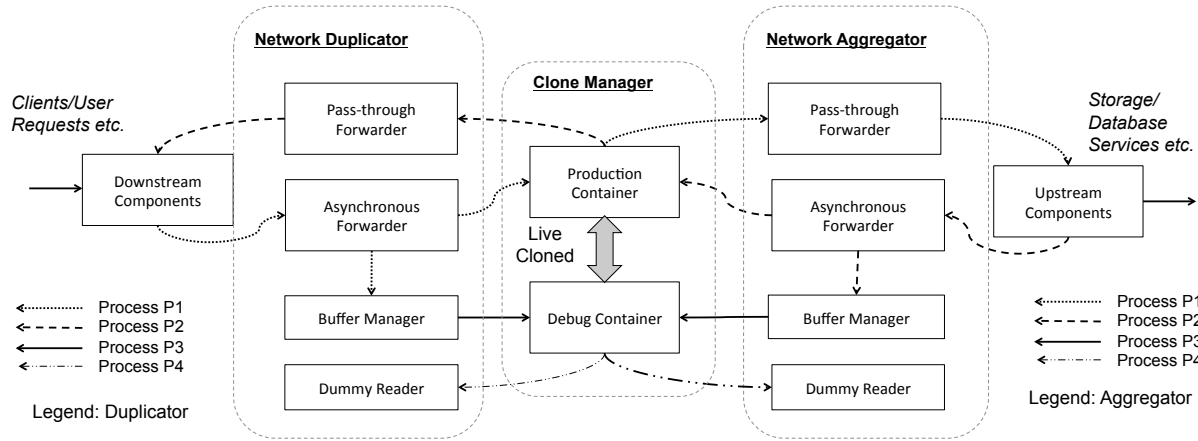 Network Duplicator
Network Aggregator
Clone Manager
Clients/User
Requests etc.
Storage/
Database
Services etc.
Pass-through
Forwarder
Pass-through
Forwarder
Downstream
Components
Production
Container
Upstream
Components
Asynchronous
Forwarder
Asynchronous
Forwarder
Live
Cloned
Buffer Manager
Debug Container
Buffer Manager
Dummy Reader
Dummy Reader
Process P1
Process P2
Process P3
Process P4
Legend: Duplicator
Process P1
Process P2
Process P3
Process P4
Legend: Aggregator